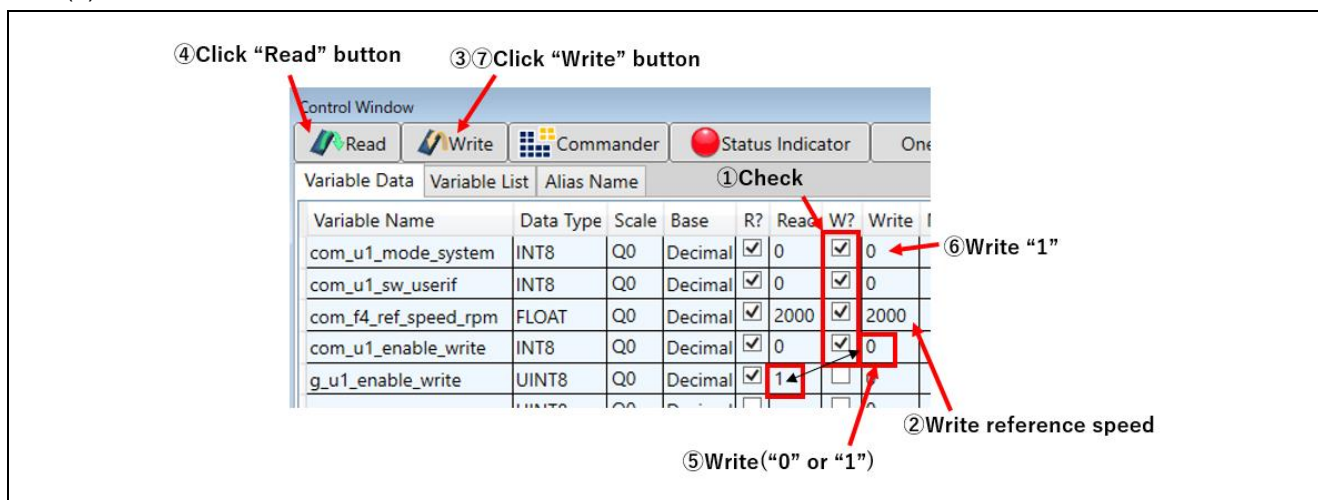 ④Click “Read” button
③⑦Click “Write” button
Control Window
Read Write Commander Status Indicator
Variable Data Variable List Alias Name
①Check
Variable Name Data Type Scale Base R? Read W? Write
com_u1_mode_system INT8 Q0 Decimal 0 0
⑥Write “1”
com_u1_sw_userif INT8 Q0 Decimal 0 0
com_f4_ref_speed_rpm FLOAT Q0 Decimal 2000 2000
com_u1_enable_write INT8 Q0 Decimal 0 0
g_u1_enable_write UINT8 Q0 Decimal 1
②Write reference speed
⑤Write(“0” or “1”)